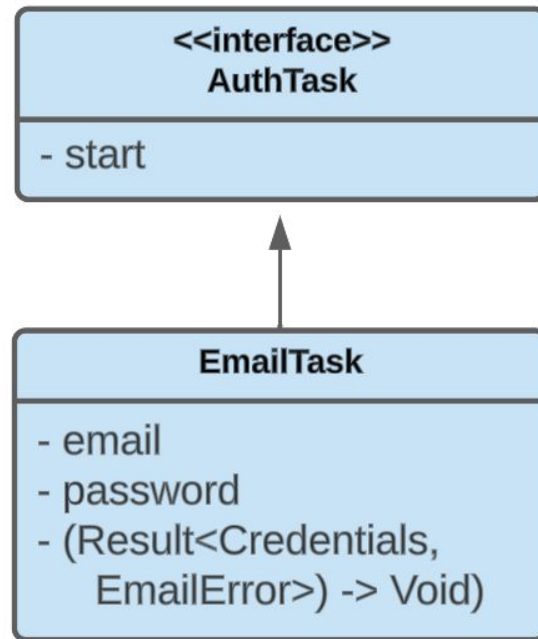 <<interface>>
AuthTask
- start
EmailTask
- email
- password
- (Result<Credentials,
EmailError>) -> Void)